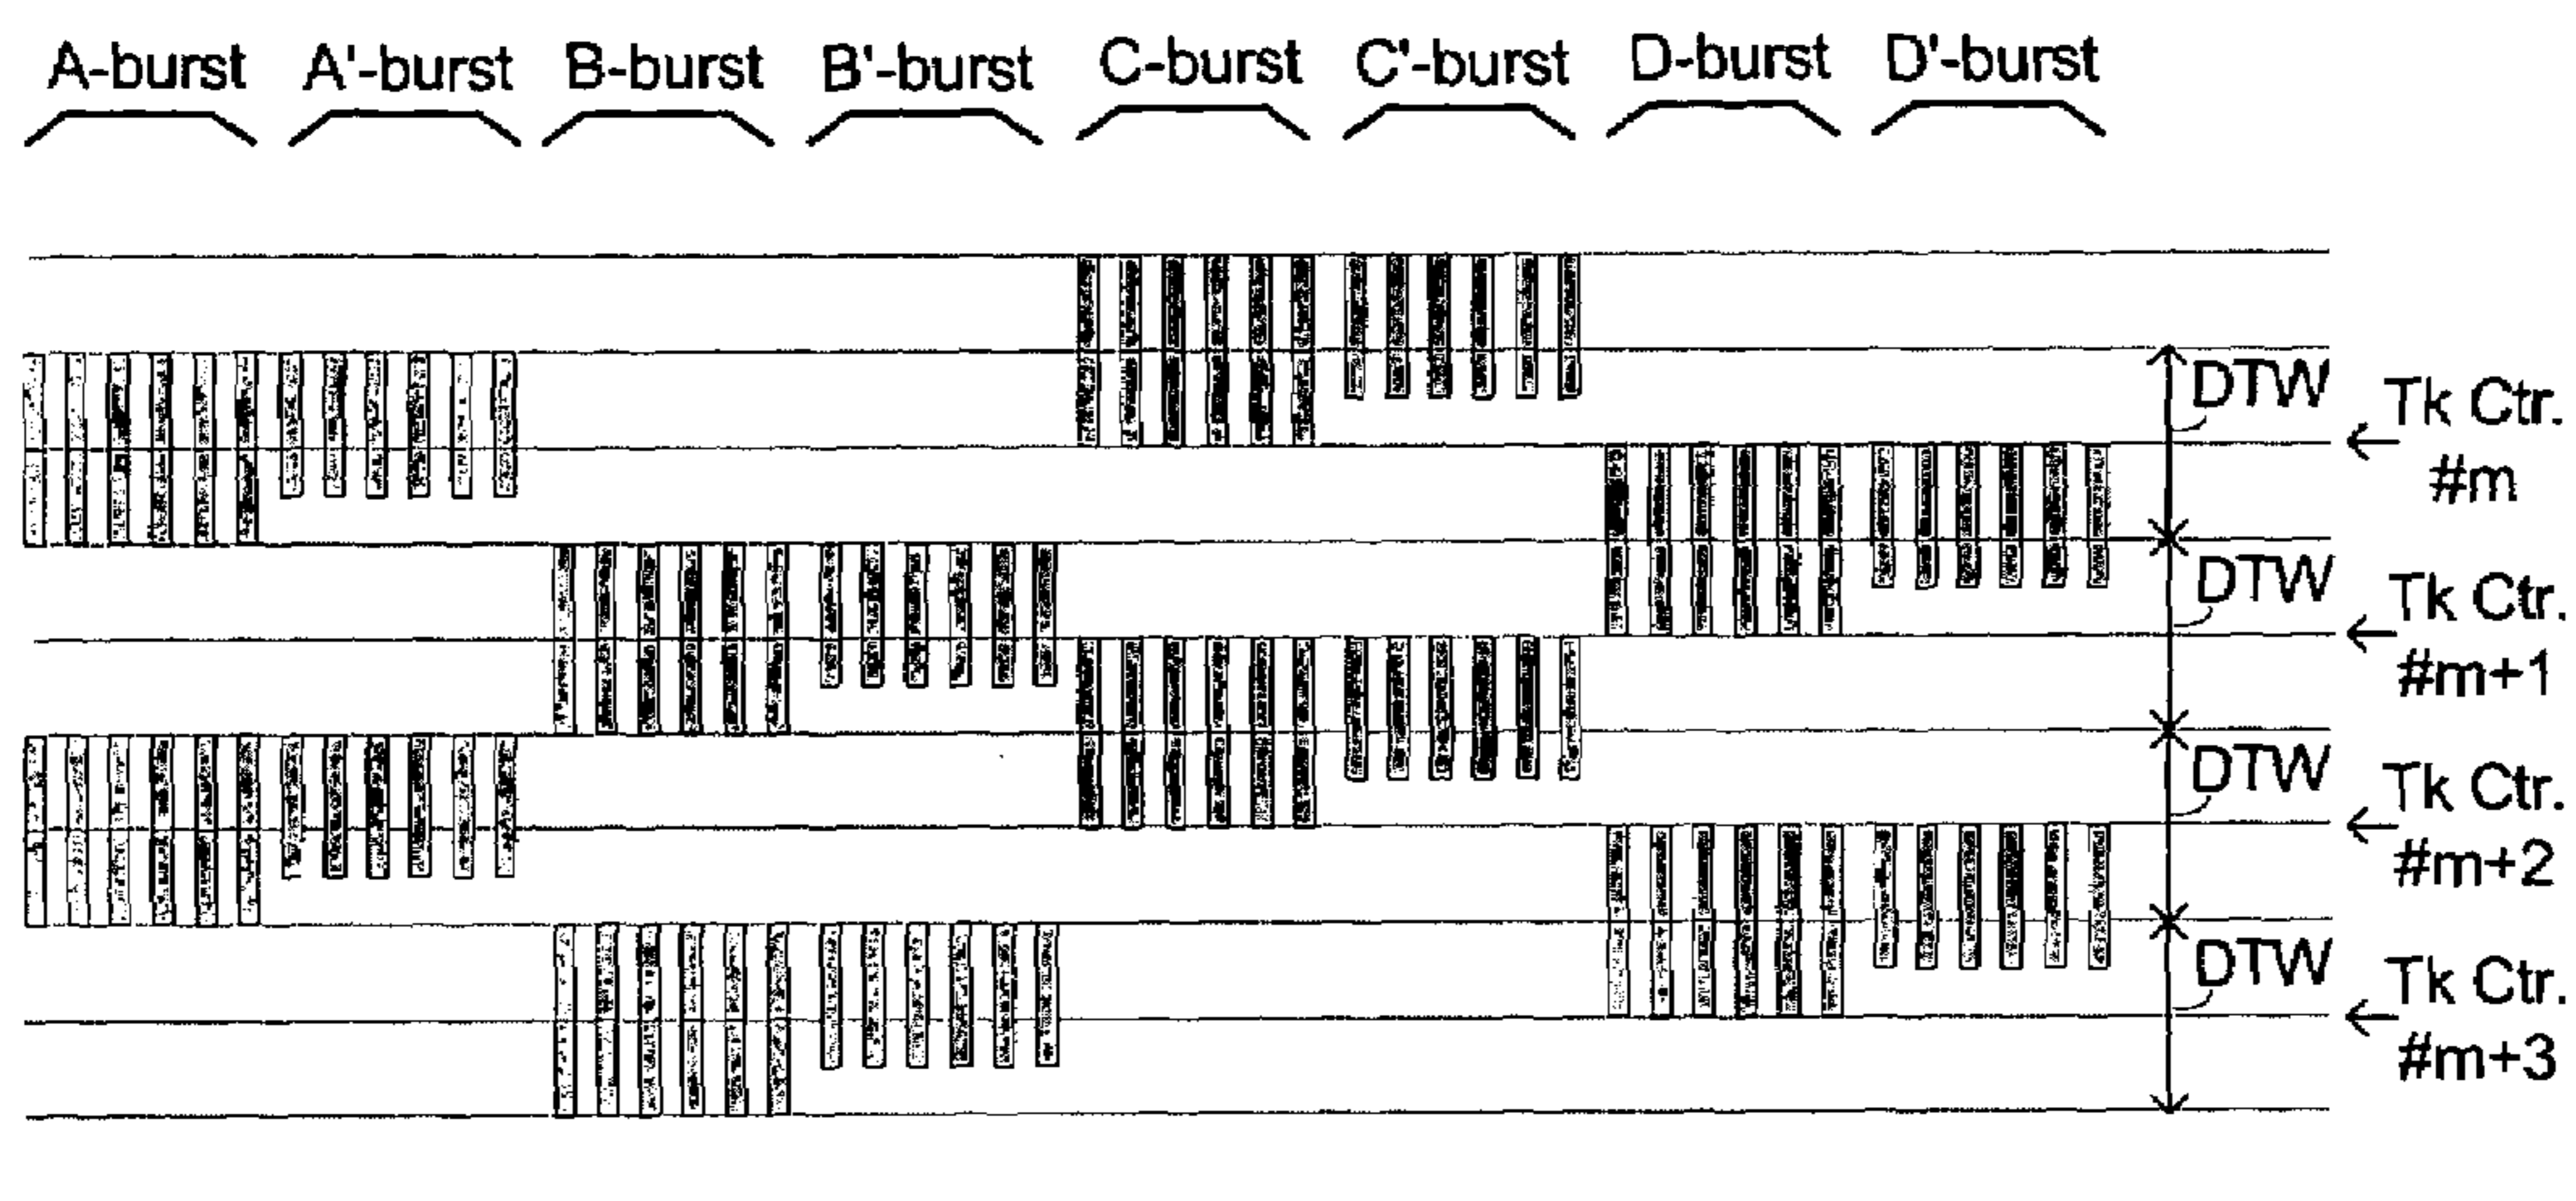 A-burst A'-burst B-burst B'-burst C-burst C'-burst D-burst D'-burst
DTW
Tk Ctr.
#m
DTW
Tk Ctr.
#m+1
DTW
Tk Ctr.
#m+2
DTW
Tk Ctr.
#m+3